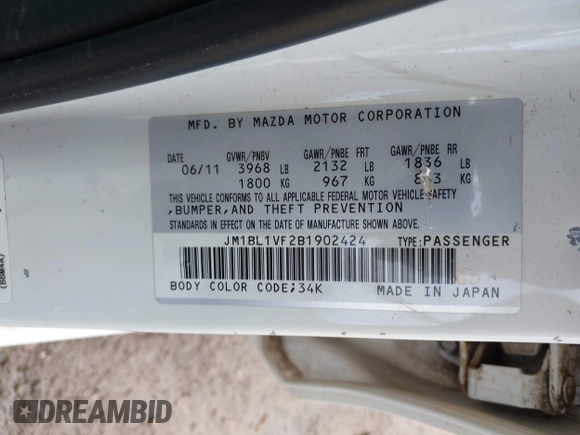 MFD. BY MAZDA MOTOR CORPORATION
DATE GVWR/PNBV GAWR/PNBE FRT GAWR/PNBE RR
06/11 3968 LB 2132 LB 1836 LB
1800 KG 967 KG KG
THIS VEHICLE CONFORMS TO ALL APPLICABLE FEDERAL MOTOR VEHICLE SAFETY,
,BUMPER,AND THEFT PREVENTION
STANDARDS IN EFFECT ON THE DATE OF MANUFACTURE SHOWN ABOVE.
JM1BL1VF2B1902424 TYPE:PASSENGER
BODY COLOR CODE;34K MADE IN JAPAN
(BBM4K)
DREAMBID